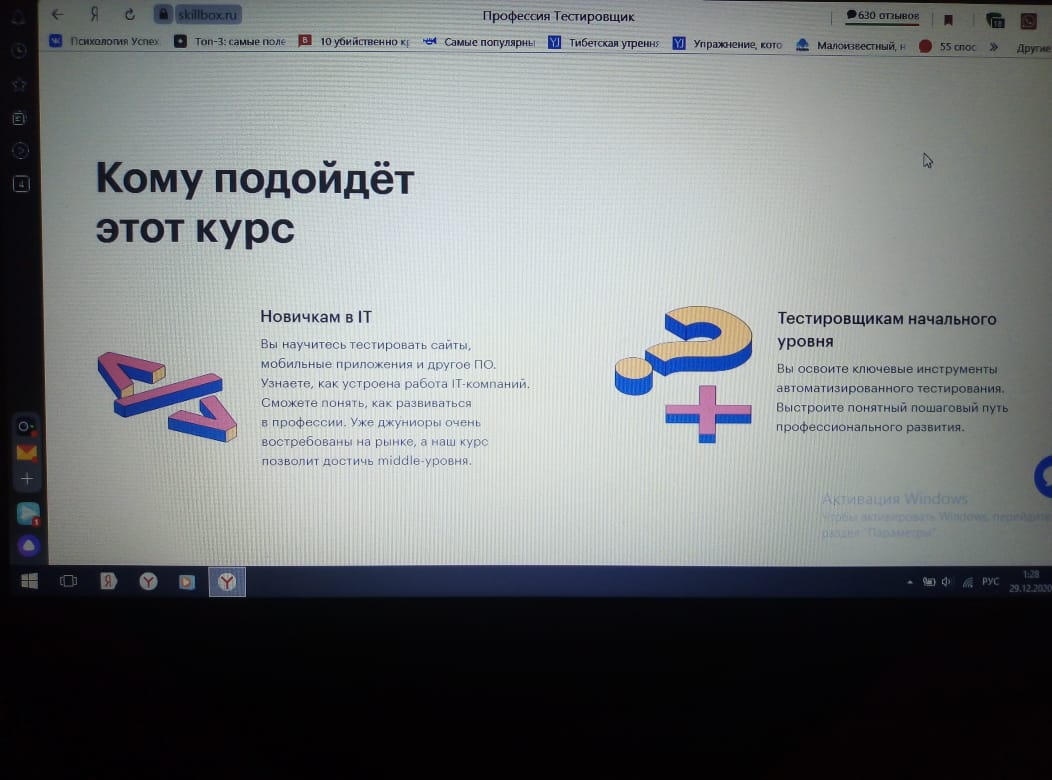 skillbox.ru
Профессия Тестировщик
630 отзывов
18
Психология Успех
Топ-3: самые поле
10 убийственно к
Самые популярны
Тибетская утрення
Упражнение, кото
Малоизвестный, н
55 спос
»
Другие
4
Кому подойдёт
этот курс
Новичкам в IT
Вы научитесь тестировать сайты,
мобильные приложения и другое ПО.
Узнаете, как устроена работа IT-компаний.
Сможете понять, как развиваться
в профессии. Уже джуниоры очень
востребованы на рынке, а наш курс
позволит достичь middle-уровня.
Тестировщикам начального
уровня
Вы освоите ключевые инструменты
автоматизированного тестирования.
Выстроите понятный пошаговый путь
профессионального развития.
Активация Windows
Чтобы активировать Windows, перейдите
раздел "Параметры".
РУС
1:28
29.12.2020